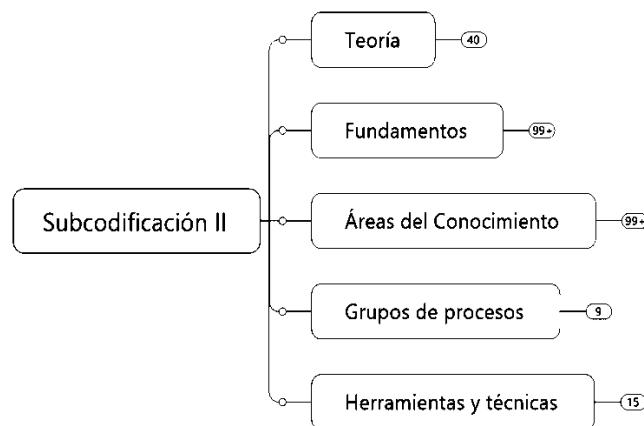 Teoría
40
Fundamentos
99+
Subcodificación II
Áreas del Conocimiento
99+
Grupos de procesos
9
Herramientas y técnicas
15